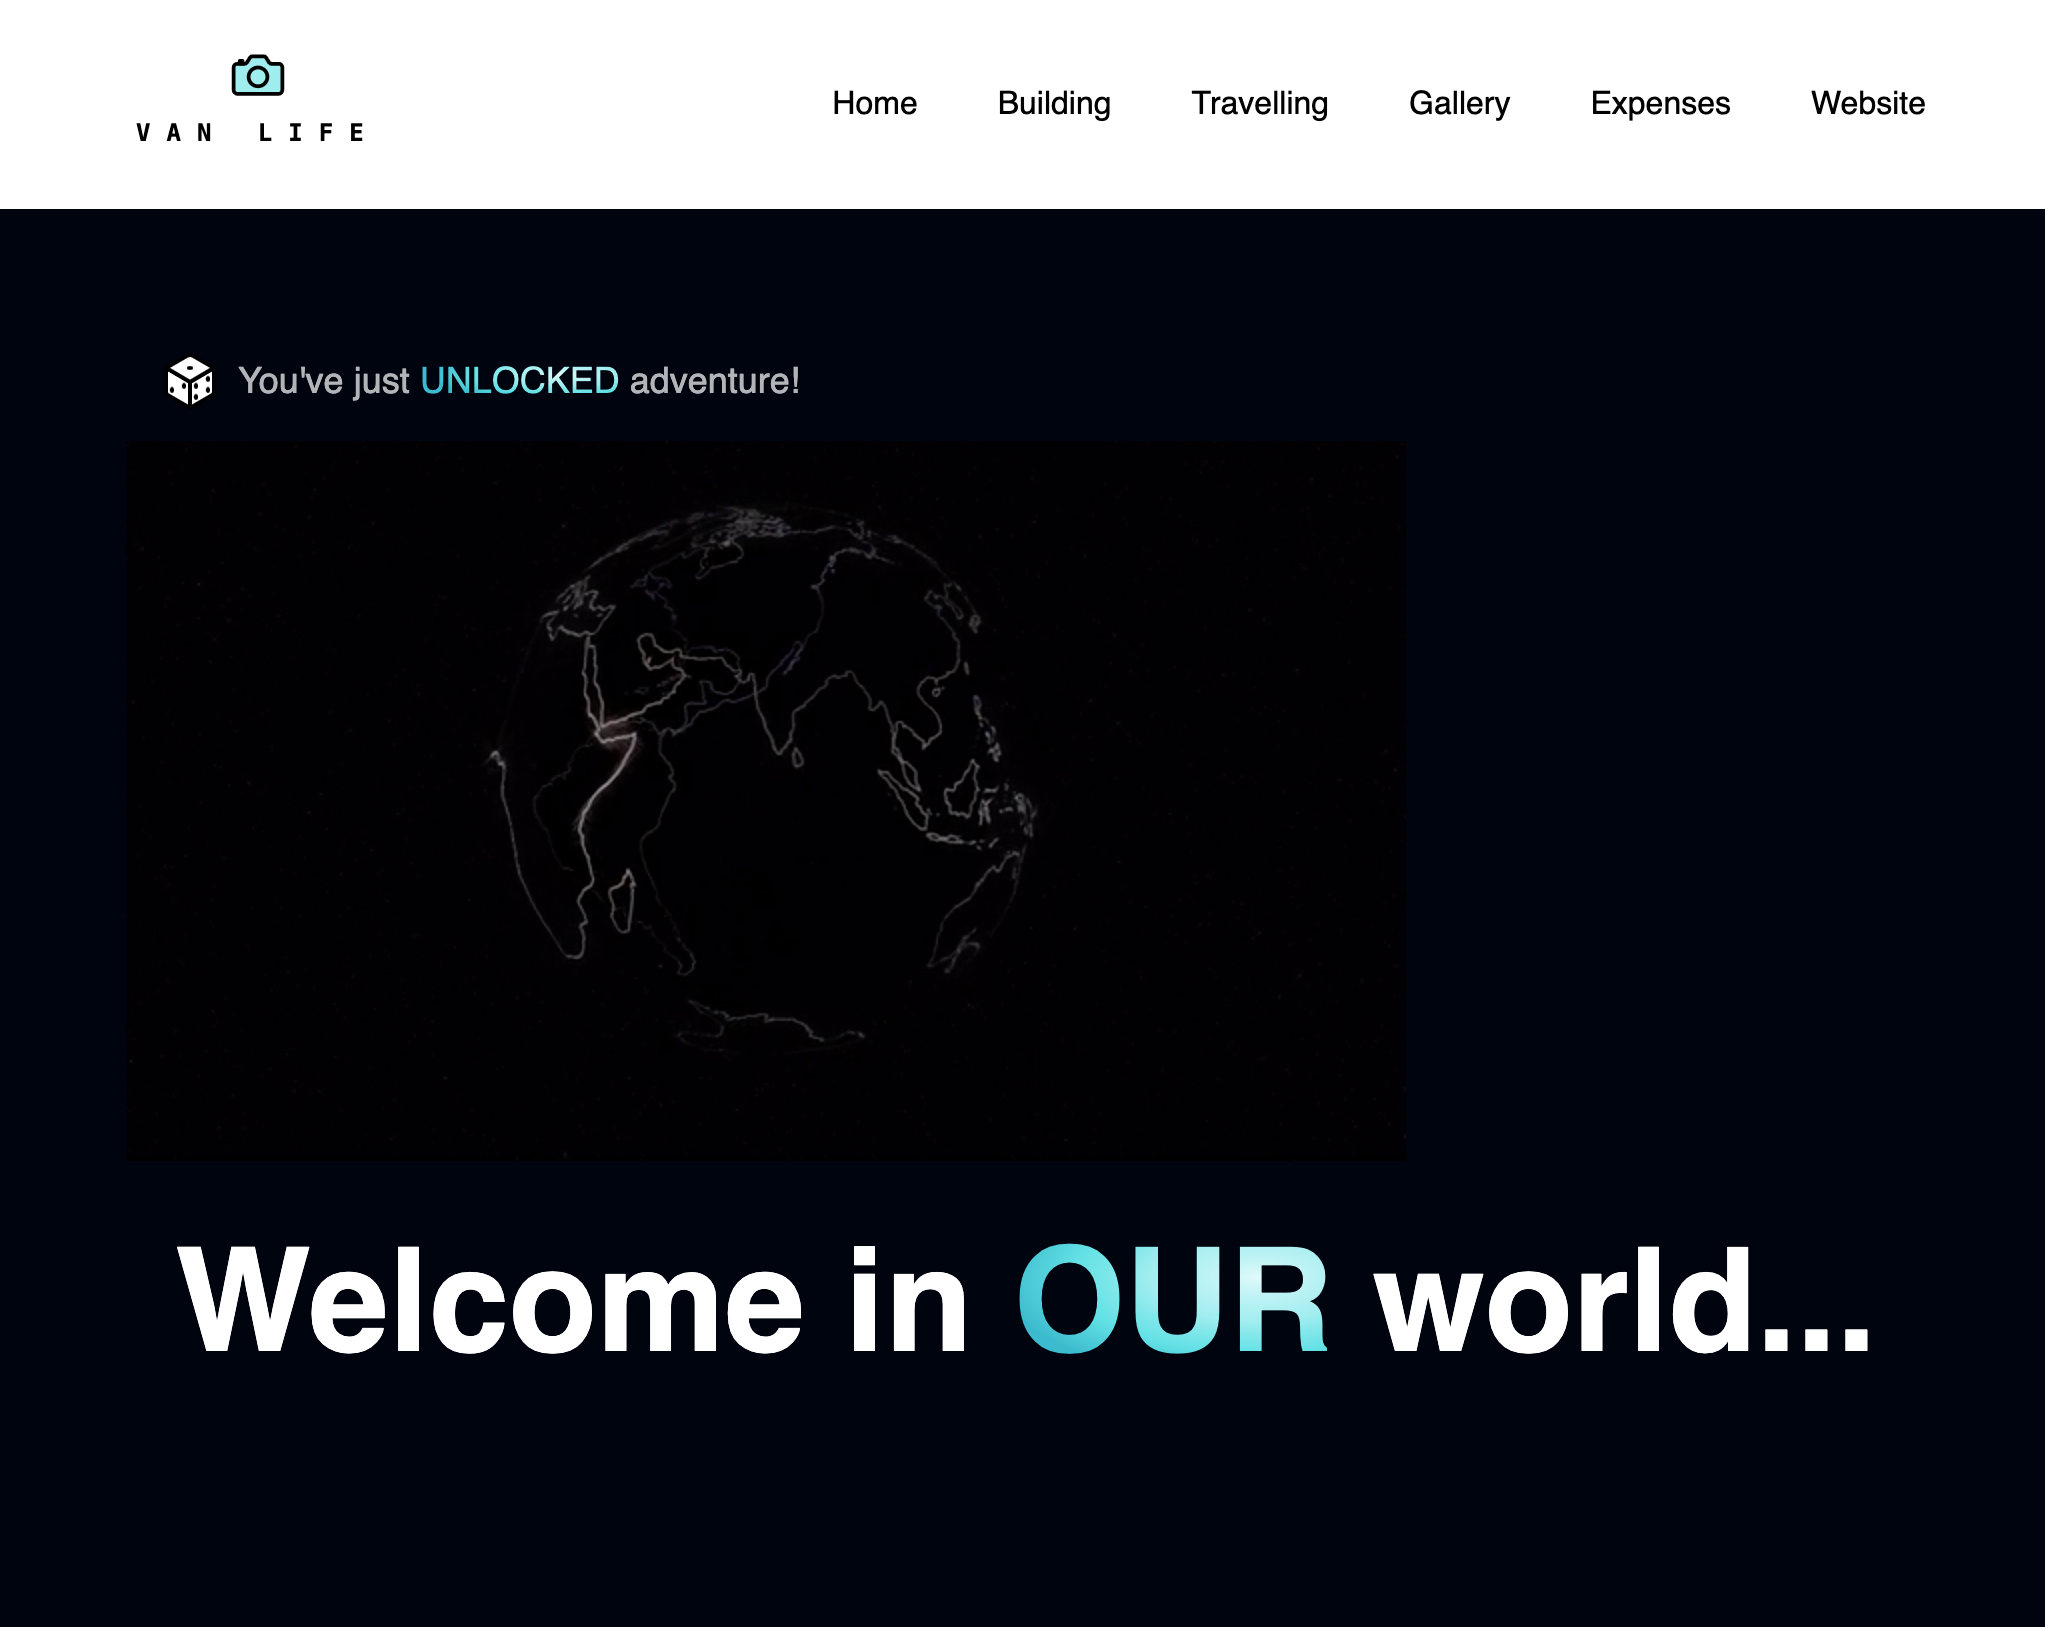 VAN LIFE
Home Building Travelling Gallery Expenses Website
You've just UNLOCKED adventure!
Welcome in OUR world...